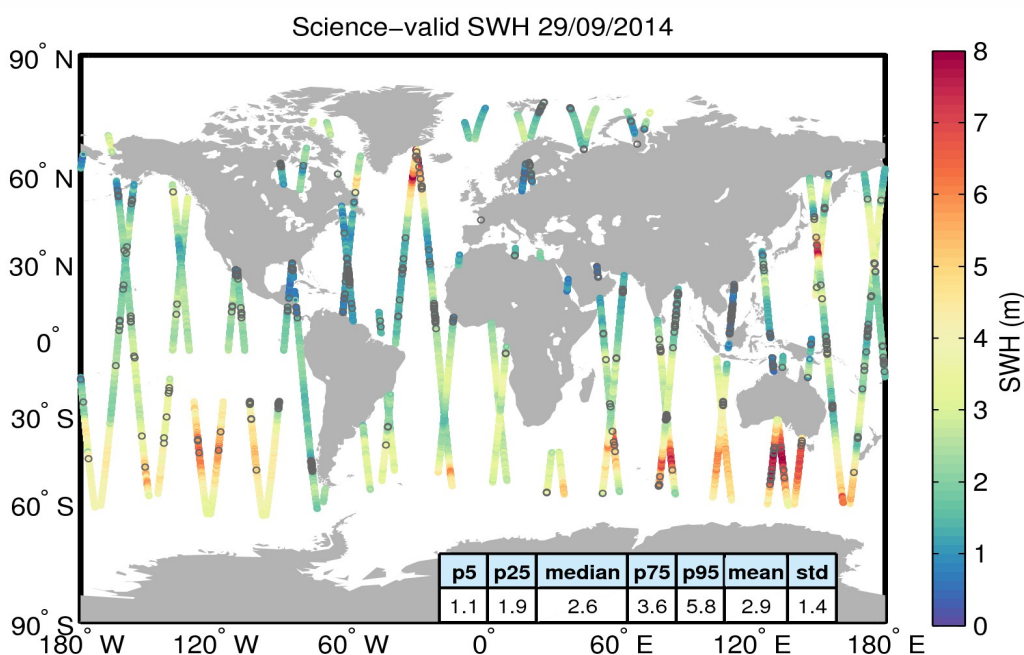 Science−valid SWH 29/09/2014
90° N
60° N
30° N
0°
30° S
60° S
90° S
180° W
120° W
60° W
0°
60° E
120° E
180° E
p5 p25 median p75 p95 mean std
1.1 1.9 2.6 3.6 5.8 2.9 1.4
8
7
6
5
4
3
2
1
0
SWH (m)